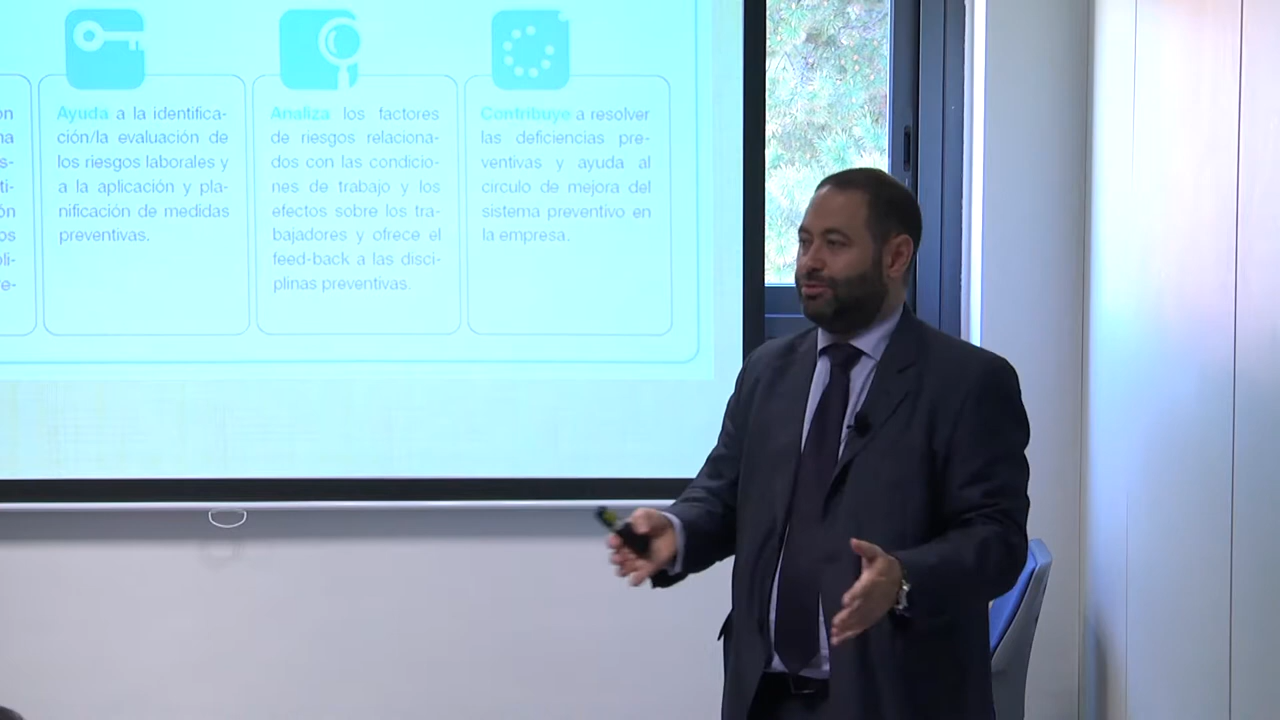 Ayuda a la identifica-
ción/la evaluación de
los riesgos laborales y
a la aplicación y pla-
nificación de medidas
preventivas.
Analiza los factores
de riesgos relaciona-
dos con las condicio-
nes de trabajo y los
efectos sobre los tra-
bajadores y ofrece el
feed-back a las disci-
plinas preventivas.
Contribuye a resolver
las deficiencias pre-
ventivas y ayuda al
circulo de mejora del
sistema preventivo en
la empresa.